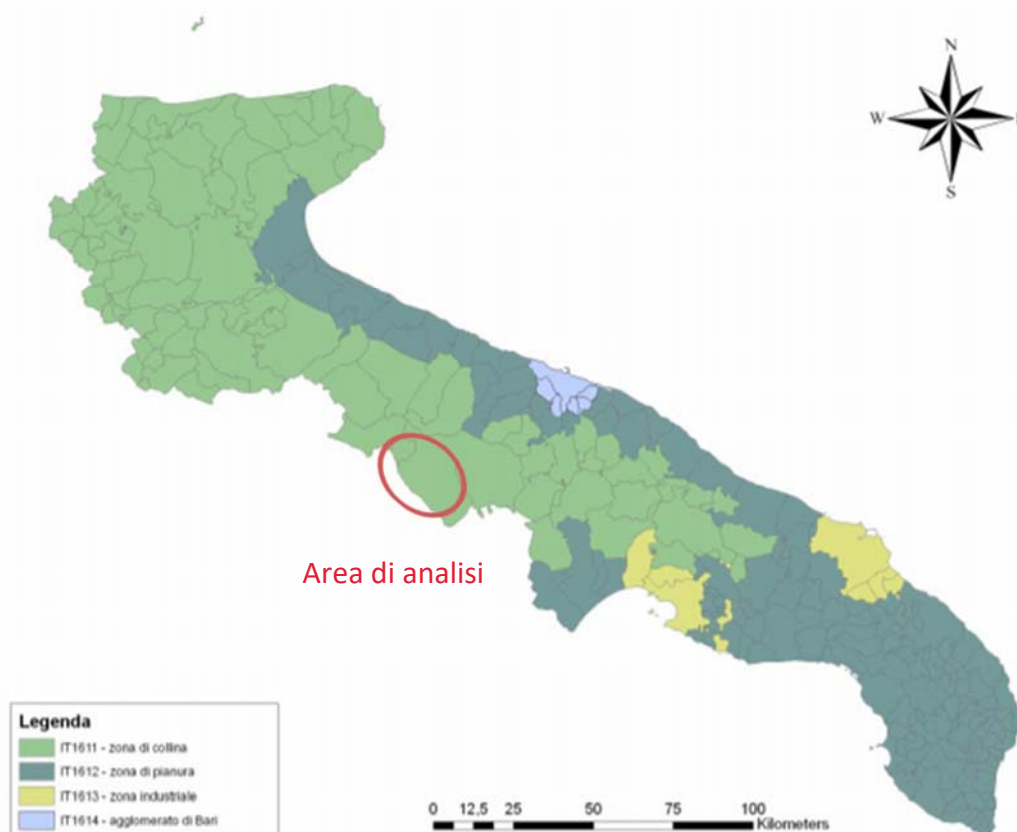 N
W
S
Area di analisi
Legenda
IT1611 - zona di collina
IT1612 - zona di pianura
IT1613 - zona industriale
IT1614 - agglomerato di Bari
0 12,5 25 50 75 100
Kilometers